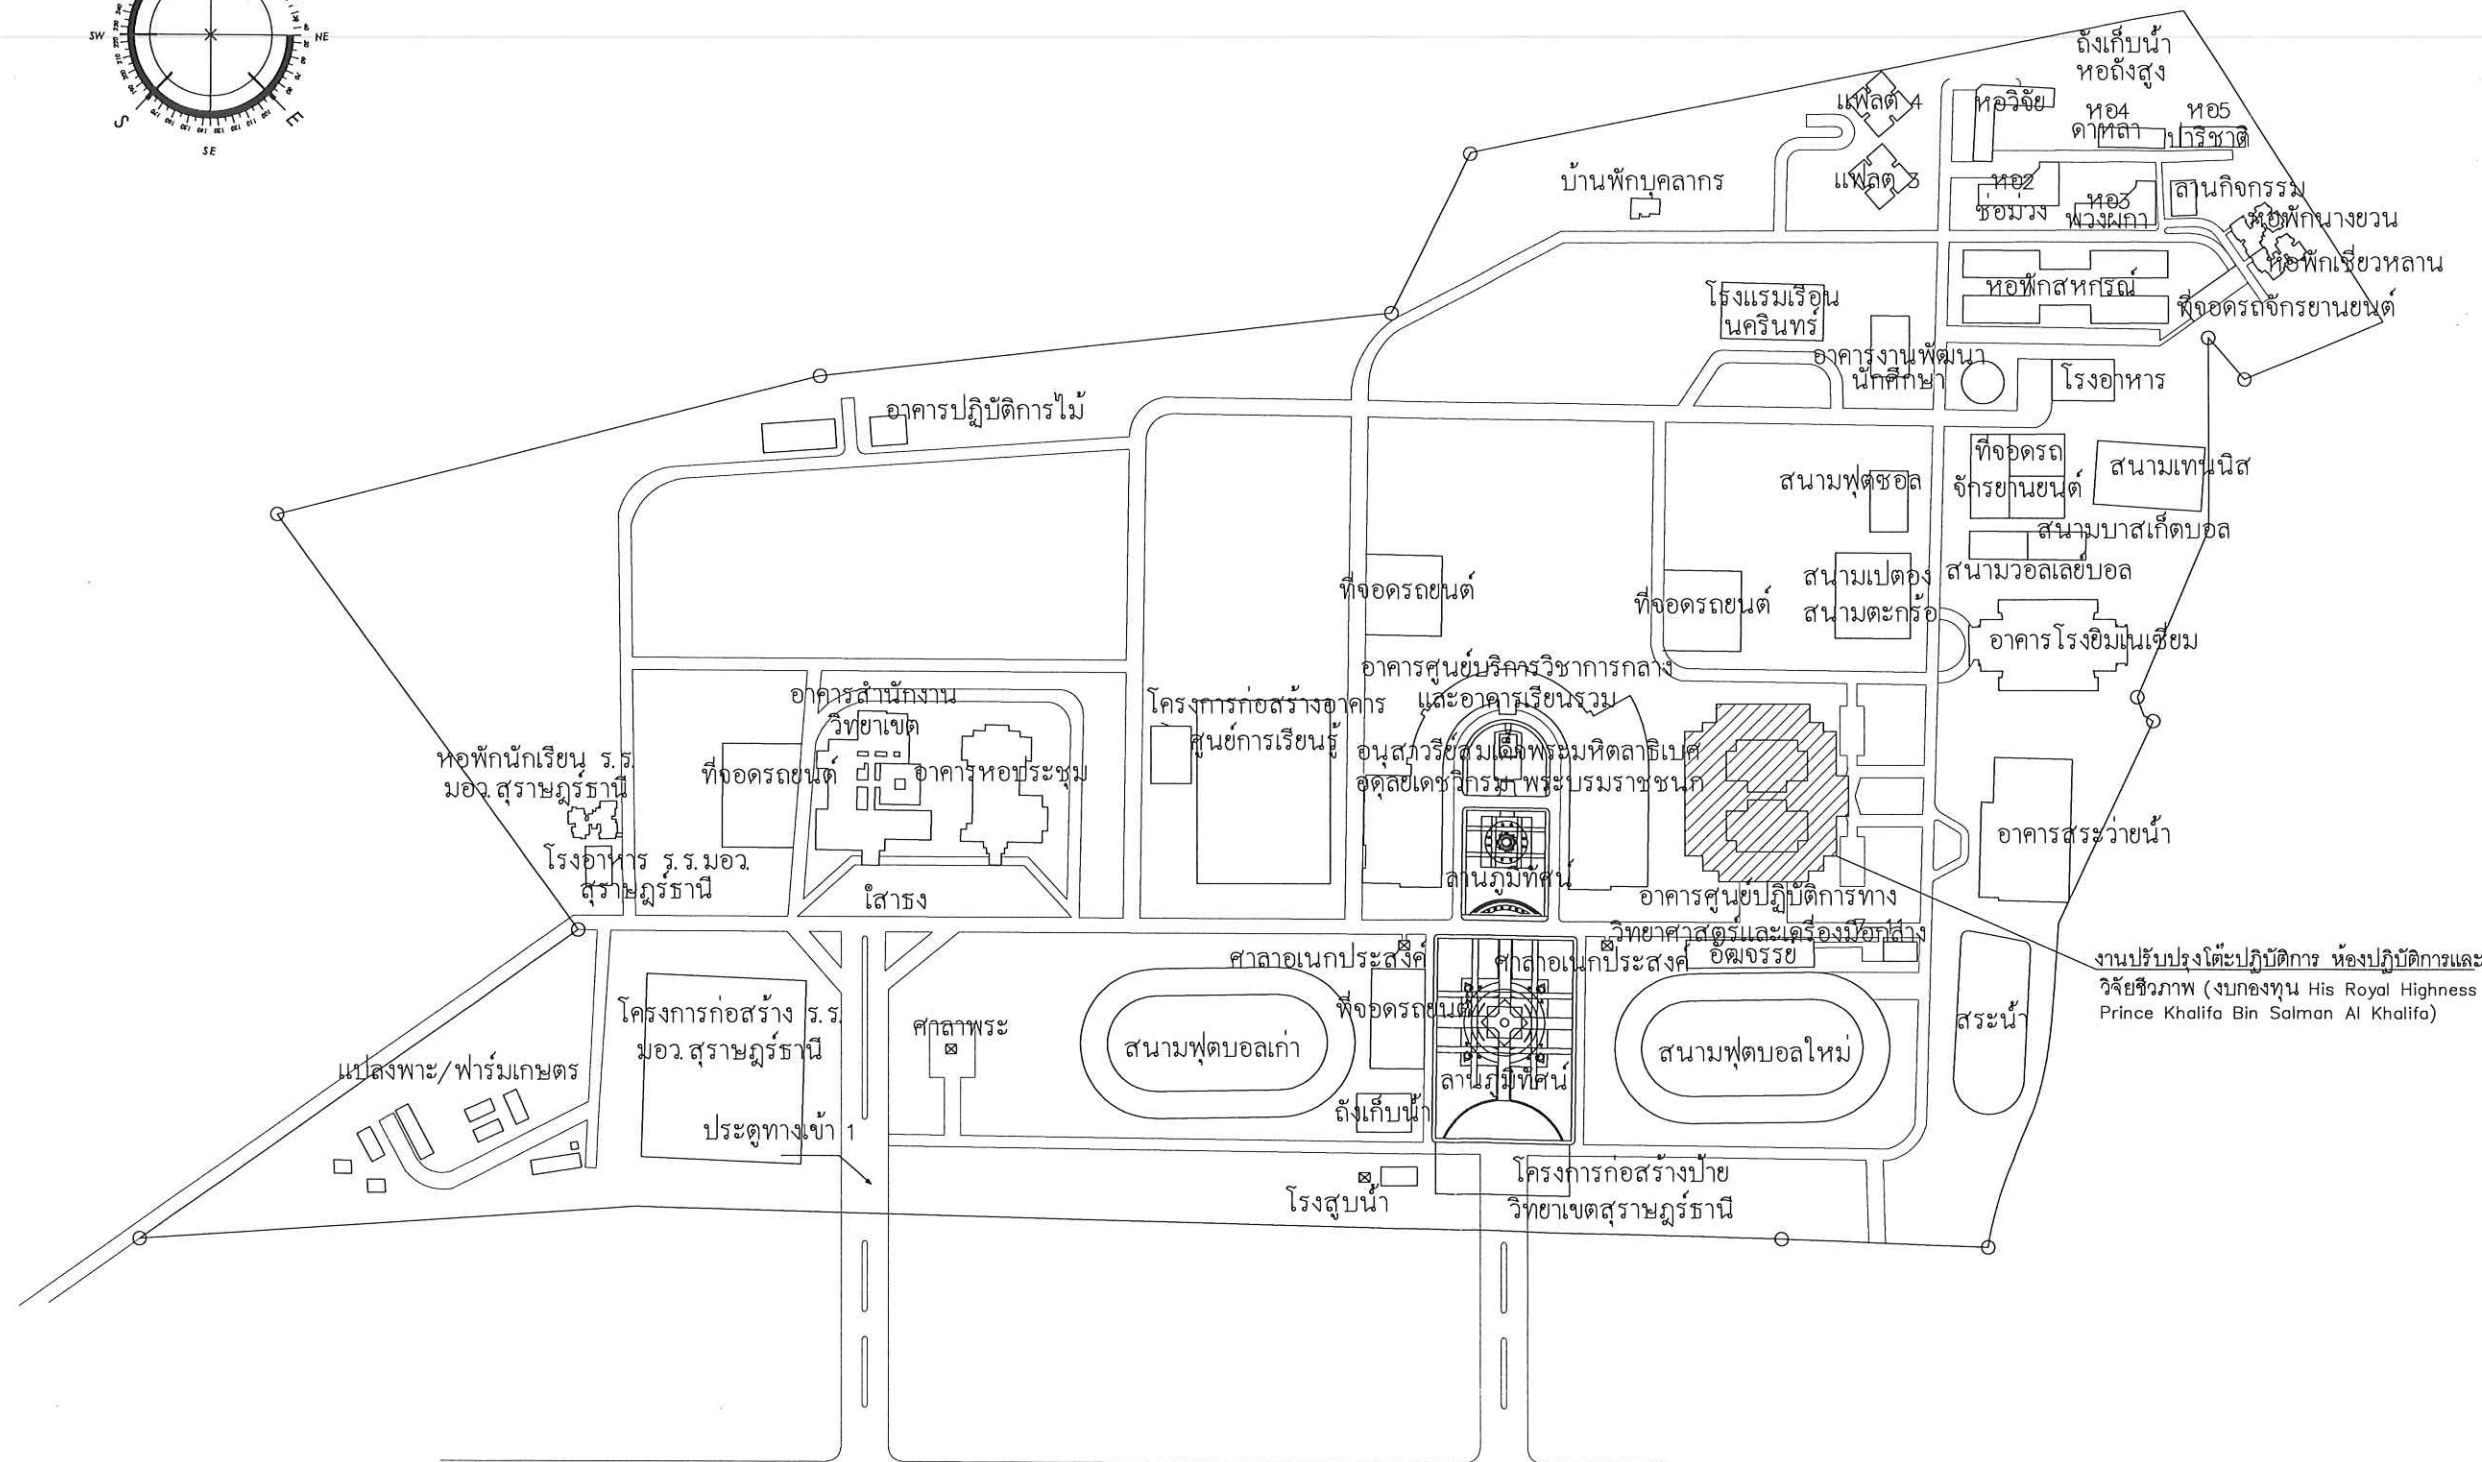 SW
NE
S
E
SE
ถังเก็บน้ำ
หอถังสูง
แฟลต 4
หอวิจัย
หอ4
ดาหลา
หอ5
ปาริชาติ
บ้านพักบุคลากร
แฟลต 3
หอ2
ซ่อม่วง
หอ3
พวงผกา
ลานกิจกรรม
หอพักนางยวน
หอพักเชี่ยวหลาน
โรงแรมเรือน
นครินทร์
หอพักสหกรณ์
ที่จอดรถจักรยานยนต์
อาคารงานพัฒนา
นักศึกษา
โรงอาหาร
อาคารปฏิบัติการไม้
สนามฟุตซอล
ที่จอดรถ
จักรยานยนต์
สนามเทนนิส
สนามบาสเก็ตบอล
สนามวอลเลย์บอล
ที่จอดรถยนต์
ที่จอดรถยนต์
สนามเปตอง
สนามตะกร้อ
อาคารโรงยิมเนเซี่ยม
อาคารศูนย์บริการวิชาการกลาง
และอาคารเรียนรวม
อาคารสำนักงาน
วิทยาเขต
โครงการก่อสร้างอาคาร
ศูนย์การเรียนรู้
อนุสาวรีย์สมเด็จพระมหิตลาธิเบศ
อดุลยเดชวิกรม พระบรมราชชนก
หอพักนักเรียน ร.ร.
มอว.สุราษฎร์ธานี
ที่จอดรถยนต์
อาคารหอประชุม
อาคารสระว่ายน้ำ
โรงอาหาร ร.ร.มอว.
สุราษฎร์ธานี
เสาธง
ลานภูมิทัศน์
อาคารศูนย์ปฏิบัติการทาง
วิทยาศาสตร์และเครื่องมือกลาง
7-11
อัฒจรรย์
ศาลาอเนกประสงค์
ศาลาอเนกประสงค์
งานปรับปรุงโต๊ะปฏิบัติการ ห้องปฏิบัติการและ
วิจัยชีวภาพ (งบกองทุน His Royal Highness
Prince Khalifa Bin Salman Al Khalifa)
โครงการก่อสร้าง ร.ร.
มอว.สุราษฎร์ธานี
ศาลาพระ
ที่จอดรถยนต์
สนามฟุตบอลเก่า
สนามฟุตบอลใหม่
สระน้ำ
แปลงพาะ/ฟาร์มเกษตร
ลานภูมิทัศน์
ถังเก็บน้ำ
ประตูทางเข้า 1
โรงสูบน้ำ
โครงการก่อสร้างป้าย
วิทยาเขตสุราษฎร์ธานี